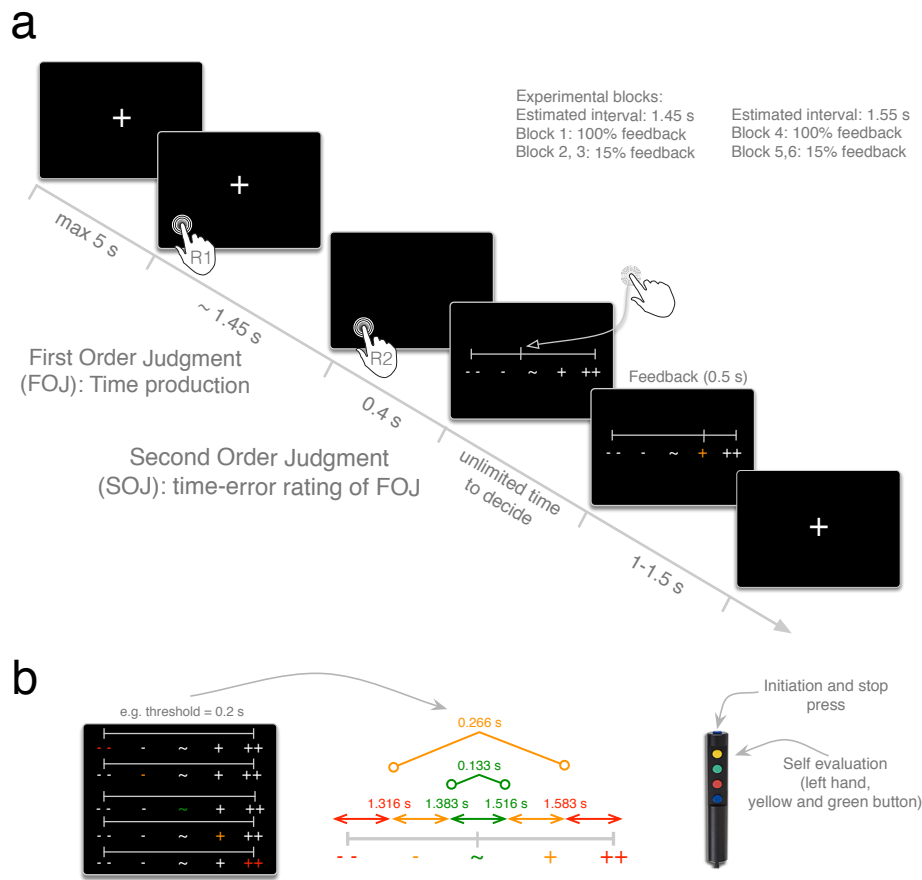 a
Experimental blocks:
Estimated interval: 1.45 s
Block 1: 100% feedback
Block 2, 3: 15% feedback
Estimated interval: 1.55 s
Block 4: 100% feedback
Block 5,6: 15% feedback
+
+
R1
max 5 s
~ 1.45 s
R2
First Order Judgment
(FOJ): Time production
0.4 s
- - - ~ + ++
Second Order Judgment
(SOJ): time-error rating of FOJ
unlimited time
to decide
Feedback (0.5 s)
- - - ~ + ++
1-1.5 s
+
b
e.g. threshold = 0.2 s
- - - ~ + ++
- - - ~ + ++
- - - ~ + ++
- - - ~ + ++
- - - ~ + ++
0.266 s
0.133 s
1.316 s 1.383 s 1.516 s 1.583 s
- - - ~ + ++
Initiation and stop
press
Self evaluation
(left hand,
yellow and green button)